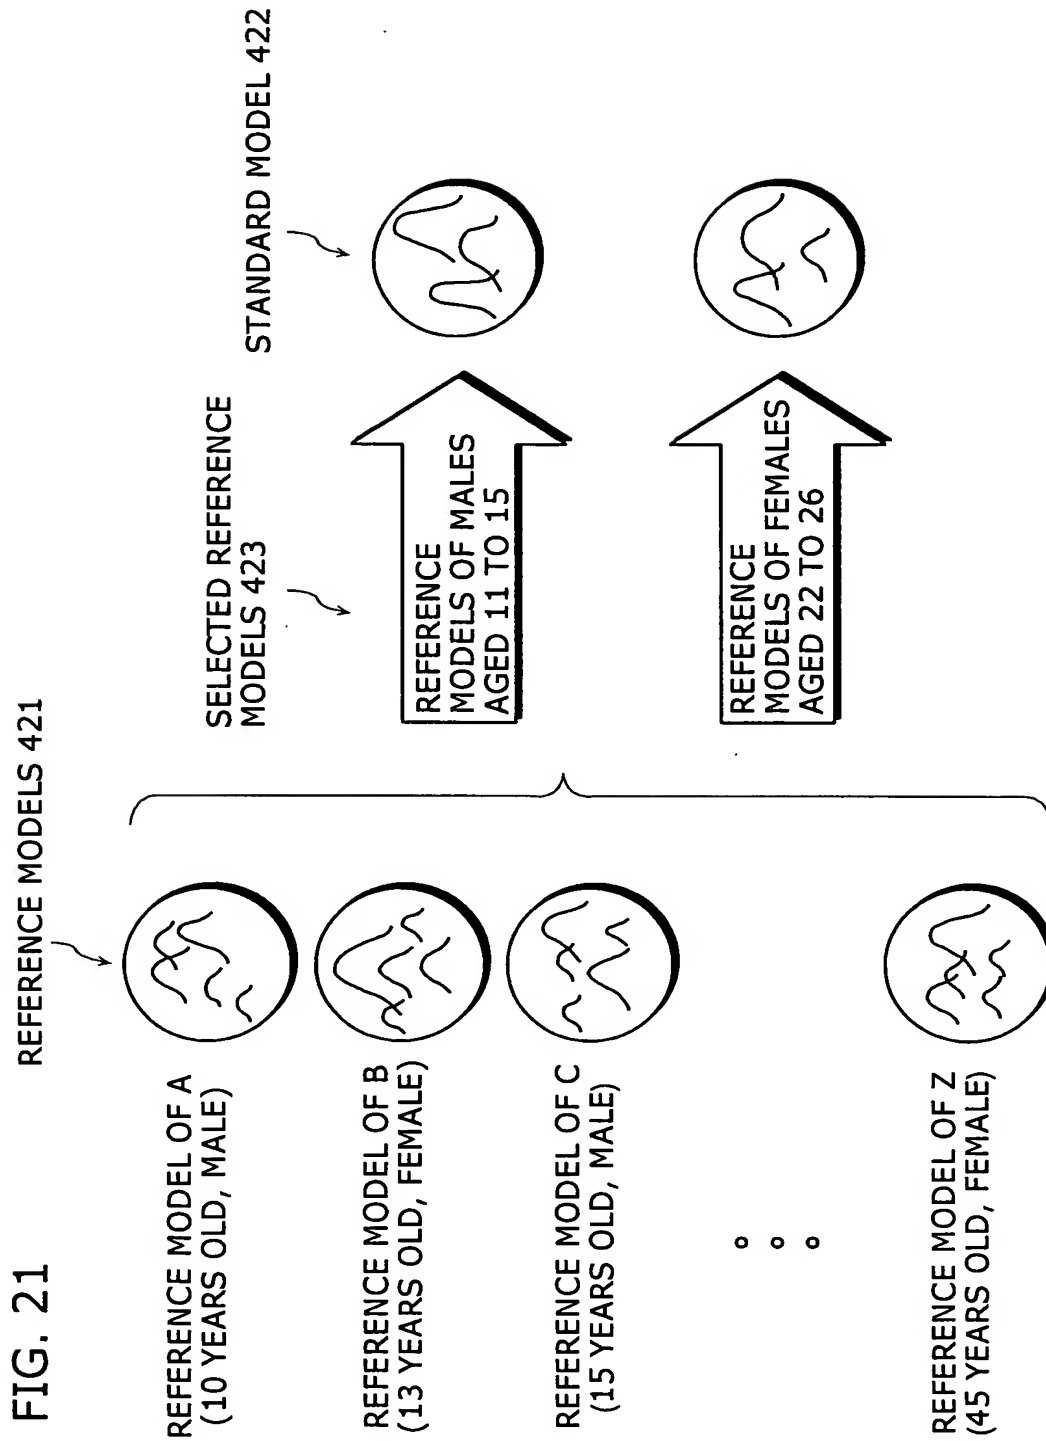 FIG. 21
REFERENCE MODELS 421
REFERENCE MODEL OF A
(10 YEARS OLD, MALE)
REFERENCE MODEL OF B
(13 YEARS OLD, FEMALE)
REFERENCE MODEL OF C
(15 YEARS OLD, MALE)
REFERENCE MODEL OF Z
(45 YEARS OLD, FEMALE)
SELECTED REFERENCE
MODELS 423
REFERENCE
MODELS OF MALES
AGED 11 TO 15
REFERENCE
MODELS OF FEMALES
AGED 22 TO 26
STANDARD MODEL 422